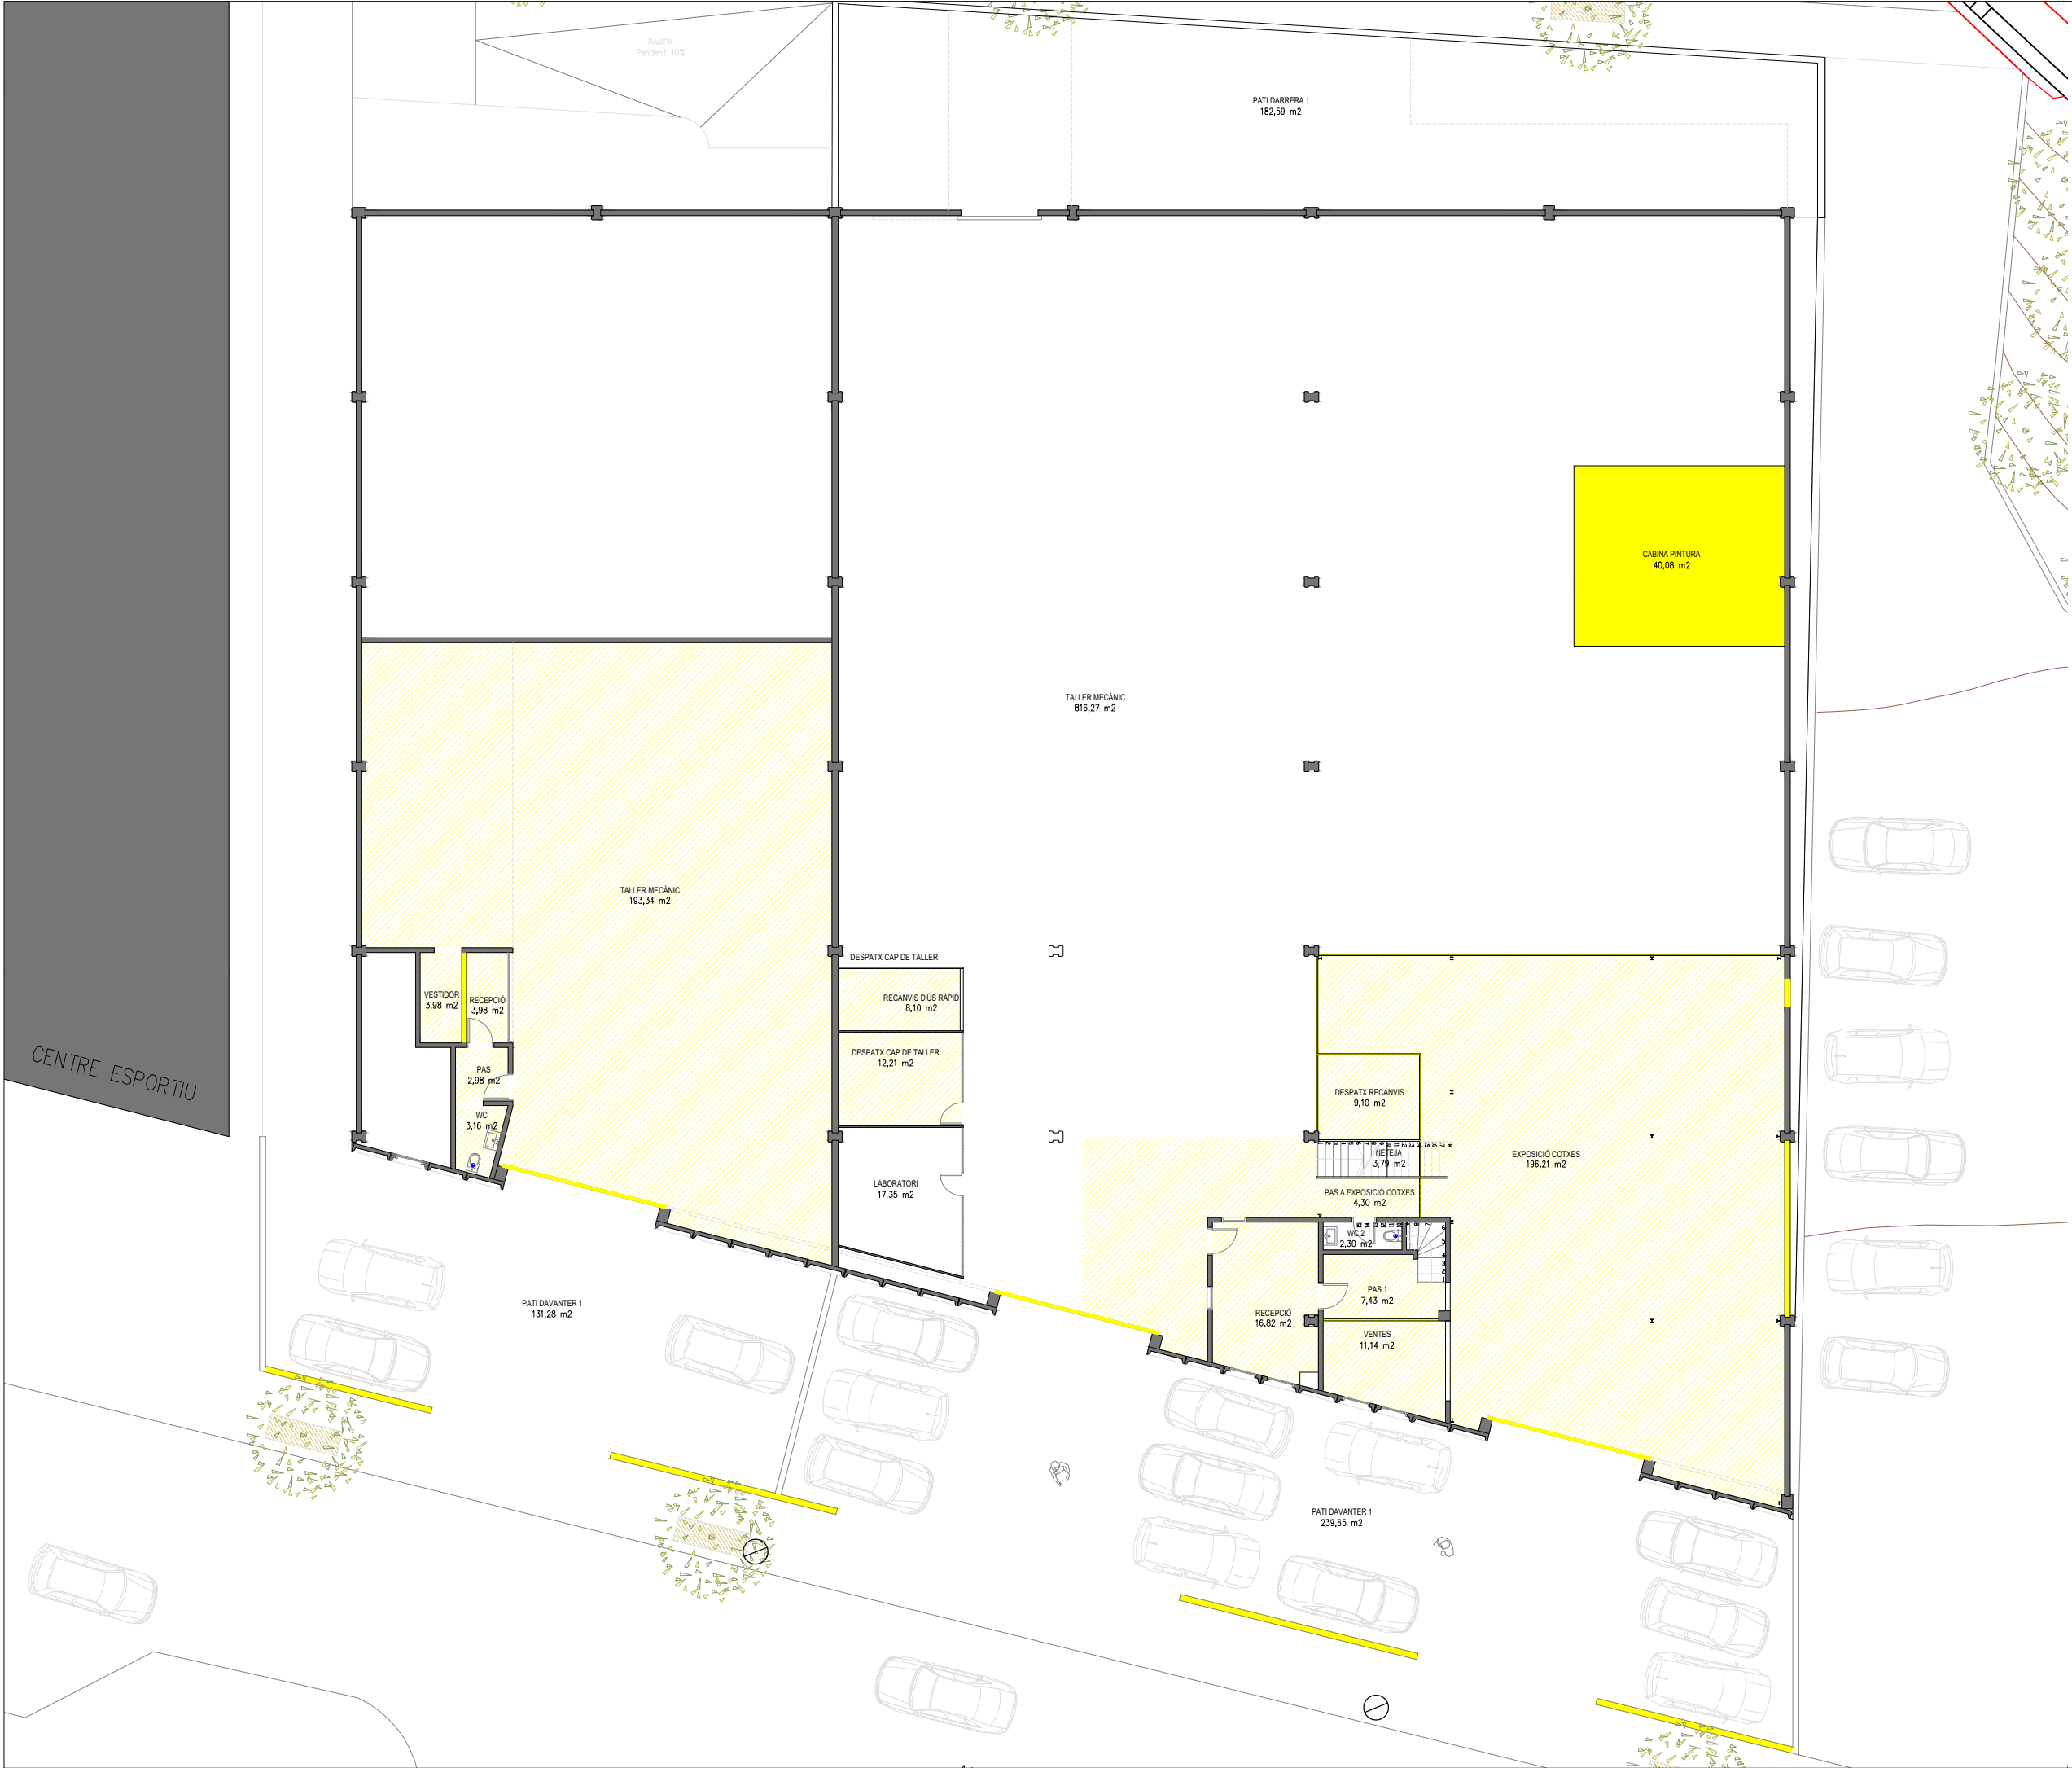 RAMPA
Pendent 10%
PATI DARRERA 1
182,59 m2
CABINA PINTURA
40,08 m2
TALLER MECÀNIC
816,27 m2
TALLER MECÀNIC
193,34 m2
DESPATX CAP DE TALLER
RECANVIS D'ÚS RÀPID
8,10 m2
VESTIDOR
3,98 m2
RECEPCIÓ
3,98 m2
CENTRE ESPORTIU
DESPATX CAP DE TALLER
12,21 m2
PAS
2,98 m2
WC
3,16 m2
DESPATX RECANVIS
9,10 m2
NETEJA
3,79 m2
EXPOSICIÓ COTXES
196,21 m2
LABORATORI
17,35 m2
PAS A EXPOSICIÓ COTXES
4,30 m2
WC 2
2,30 m2
PAS 1
7,43 m2
PATI DAVANTER 1
131,28 m2
RECEPCIÓ
16,82 m2
VENTES
11,14 m2
PATI DAVANTER 1
239,65 m2